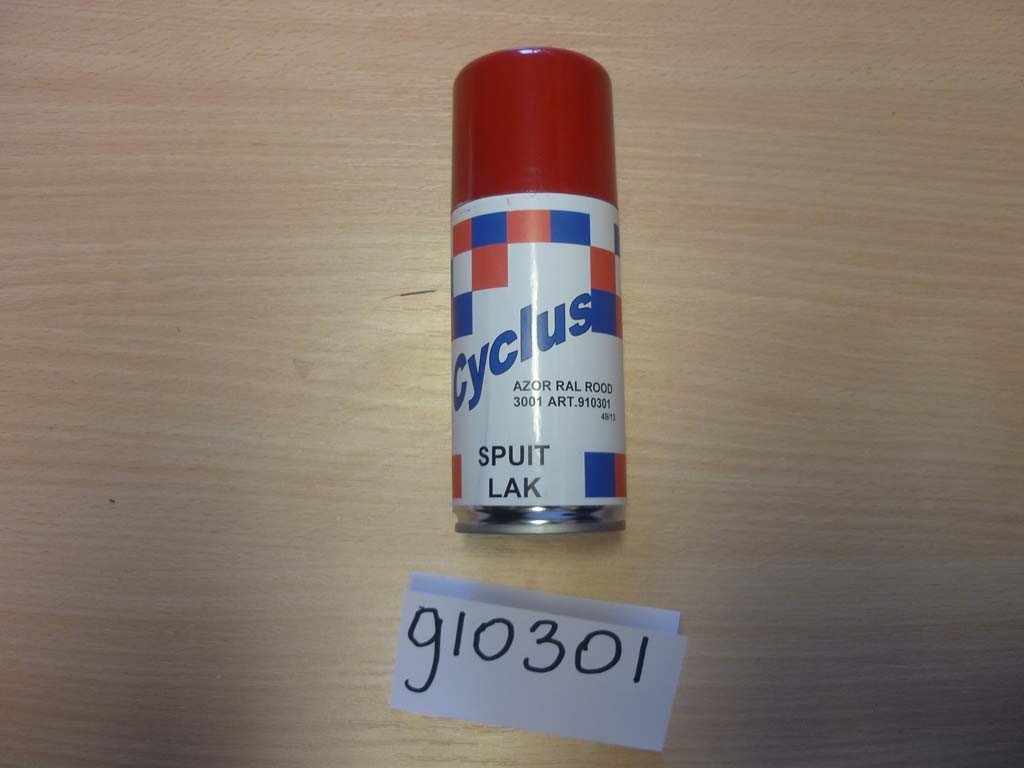 Cyclus
AZOR RAL ROOD
3001 ART.910301
49/13
SPUIT
LAK
910301